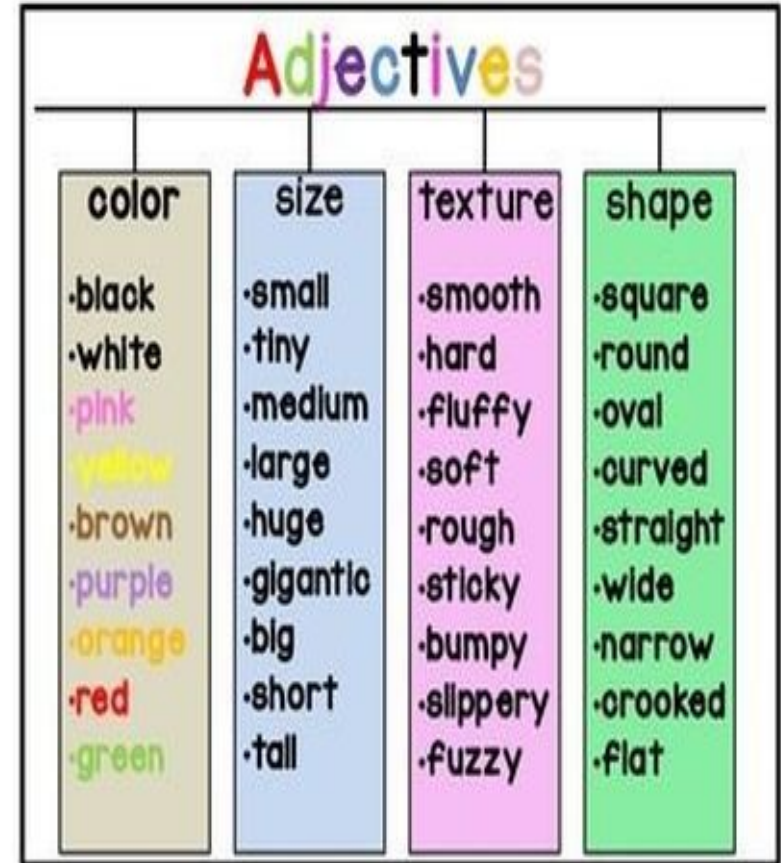 Adjectives
color
·black
·white
·pink
·yellow
·brown
·purple
·orange
·red
·green
size
·small
·tiny
·medium
·large
·huge
·gigantic
·big
·short
·tall
texture
·smooth
·hard
·fluffy
·soft
·rough
·sticky
·bumpy
·slippery
·fuzzy
shape
·square
·round
·oval
·curved
·straight
·wide
·narrow
·crooked
·flat